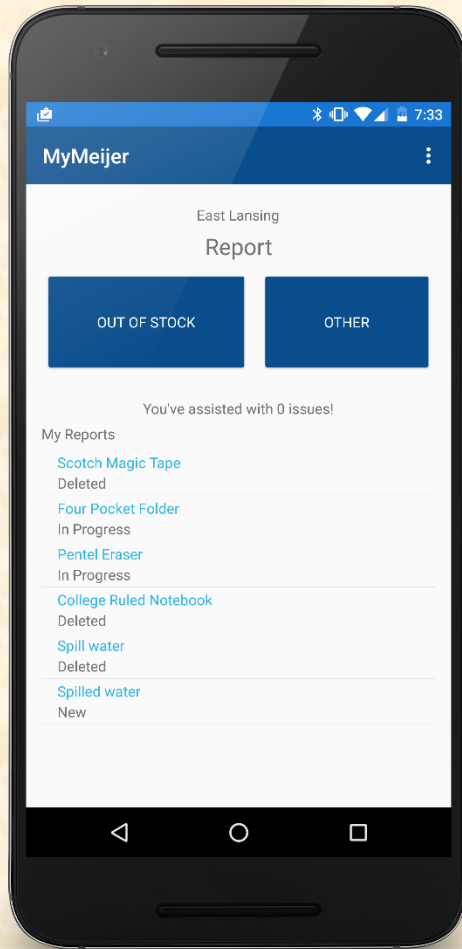 7:33
MyMeijer
East Lansing
Report
OUT OF STOCK
OTHER
You've assisted with 0 issues!
My Reports
Scotch Magic Tape
Deleted
Four Pocket Folder
In Progress
Pentel Eraser
In Progress
College Ruled Notebook
Deleted
Spill water
Deleted
Spilled water
New